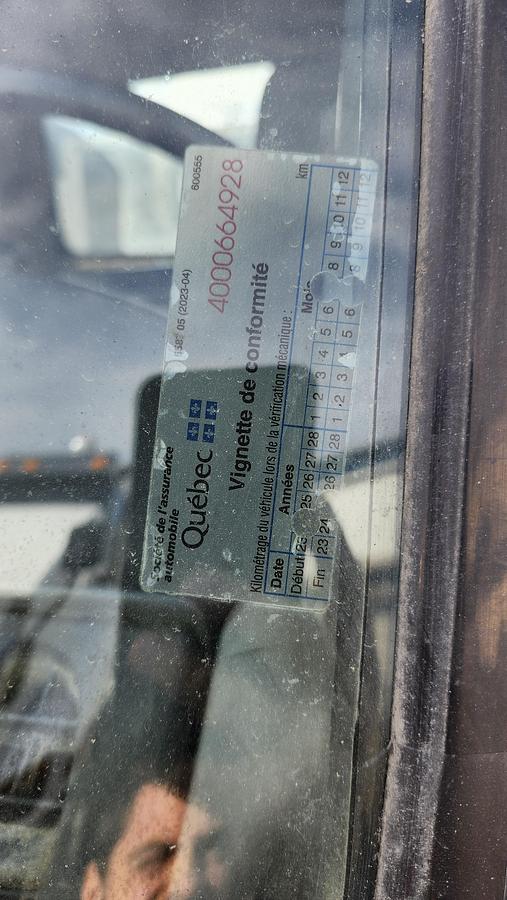 Société de l'assurance
automobile
05 (2023-04)
600555
Québec
4000664928
Vignette de conformité
Kilométrage du véhicule lors de la vérification mécanique : km
Date Années Mois
Début 23 25 26 27 28 1 2 3 4 5 6 8 9 10 11 12
Fin 23 24 26 27 28 1 2 3 4 5 6 8 9 10 11 12